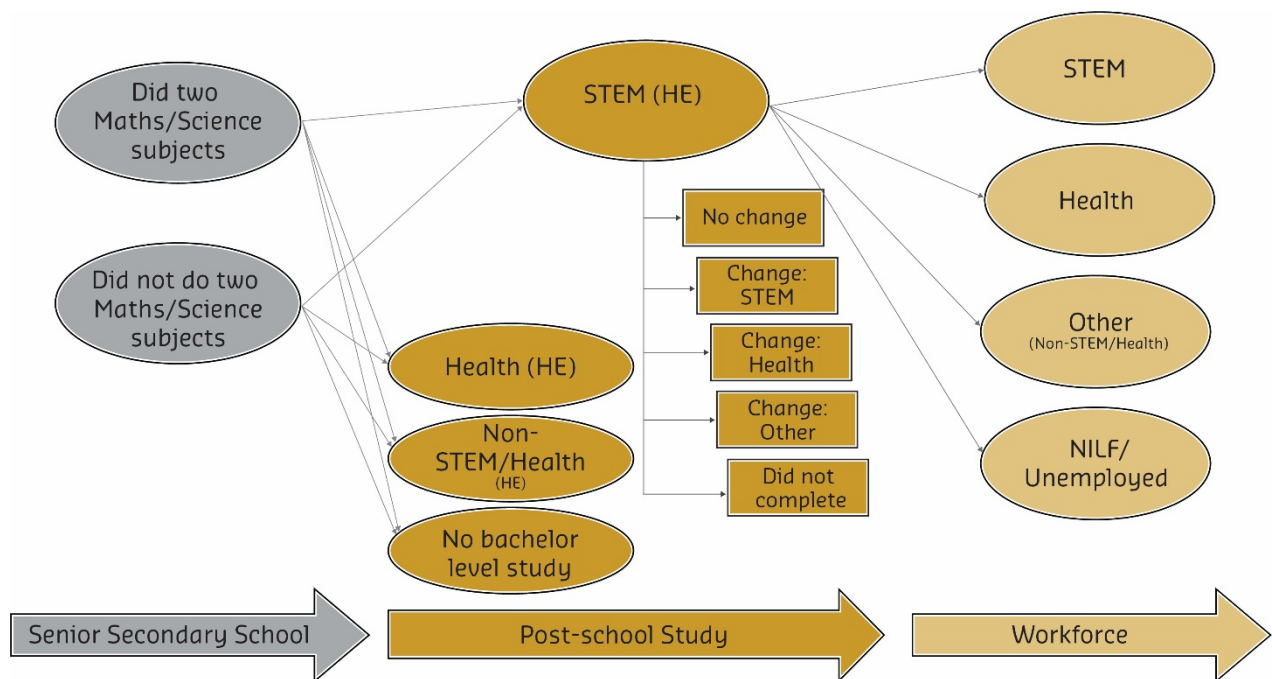 Did two
Maths/Science
subjects
Did not do two
Maths/Science
subjects
STEM (HE)
No change
Change:
STEM
Change:
Health
Change:
Other
Did not
complete
Health (HE)
Non-
STEM/Health
(HE)
No bachelor
level study
STEM
Health
Other
(Non-STEM/Health)
NILF/
Unemployed
Senior Secondary School
Post-school Study
Workforce